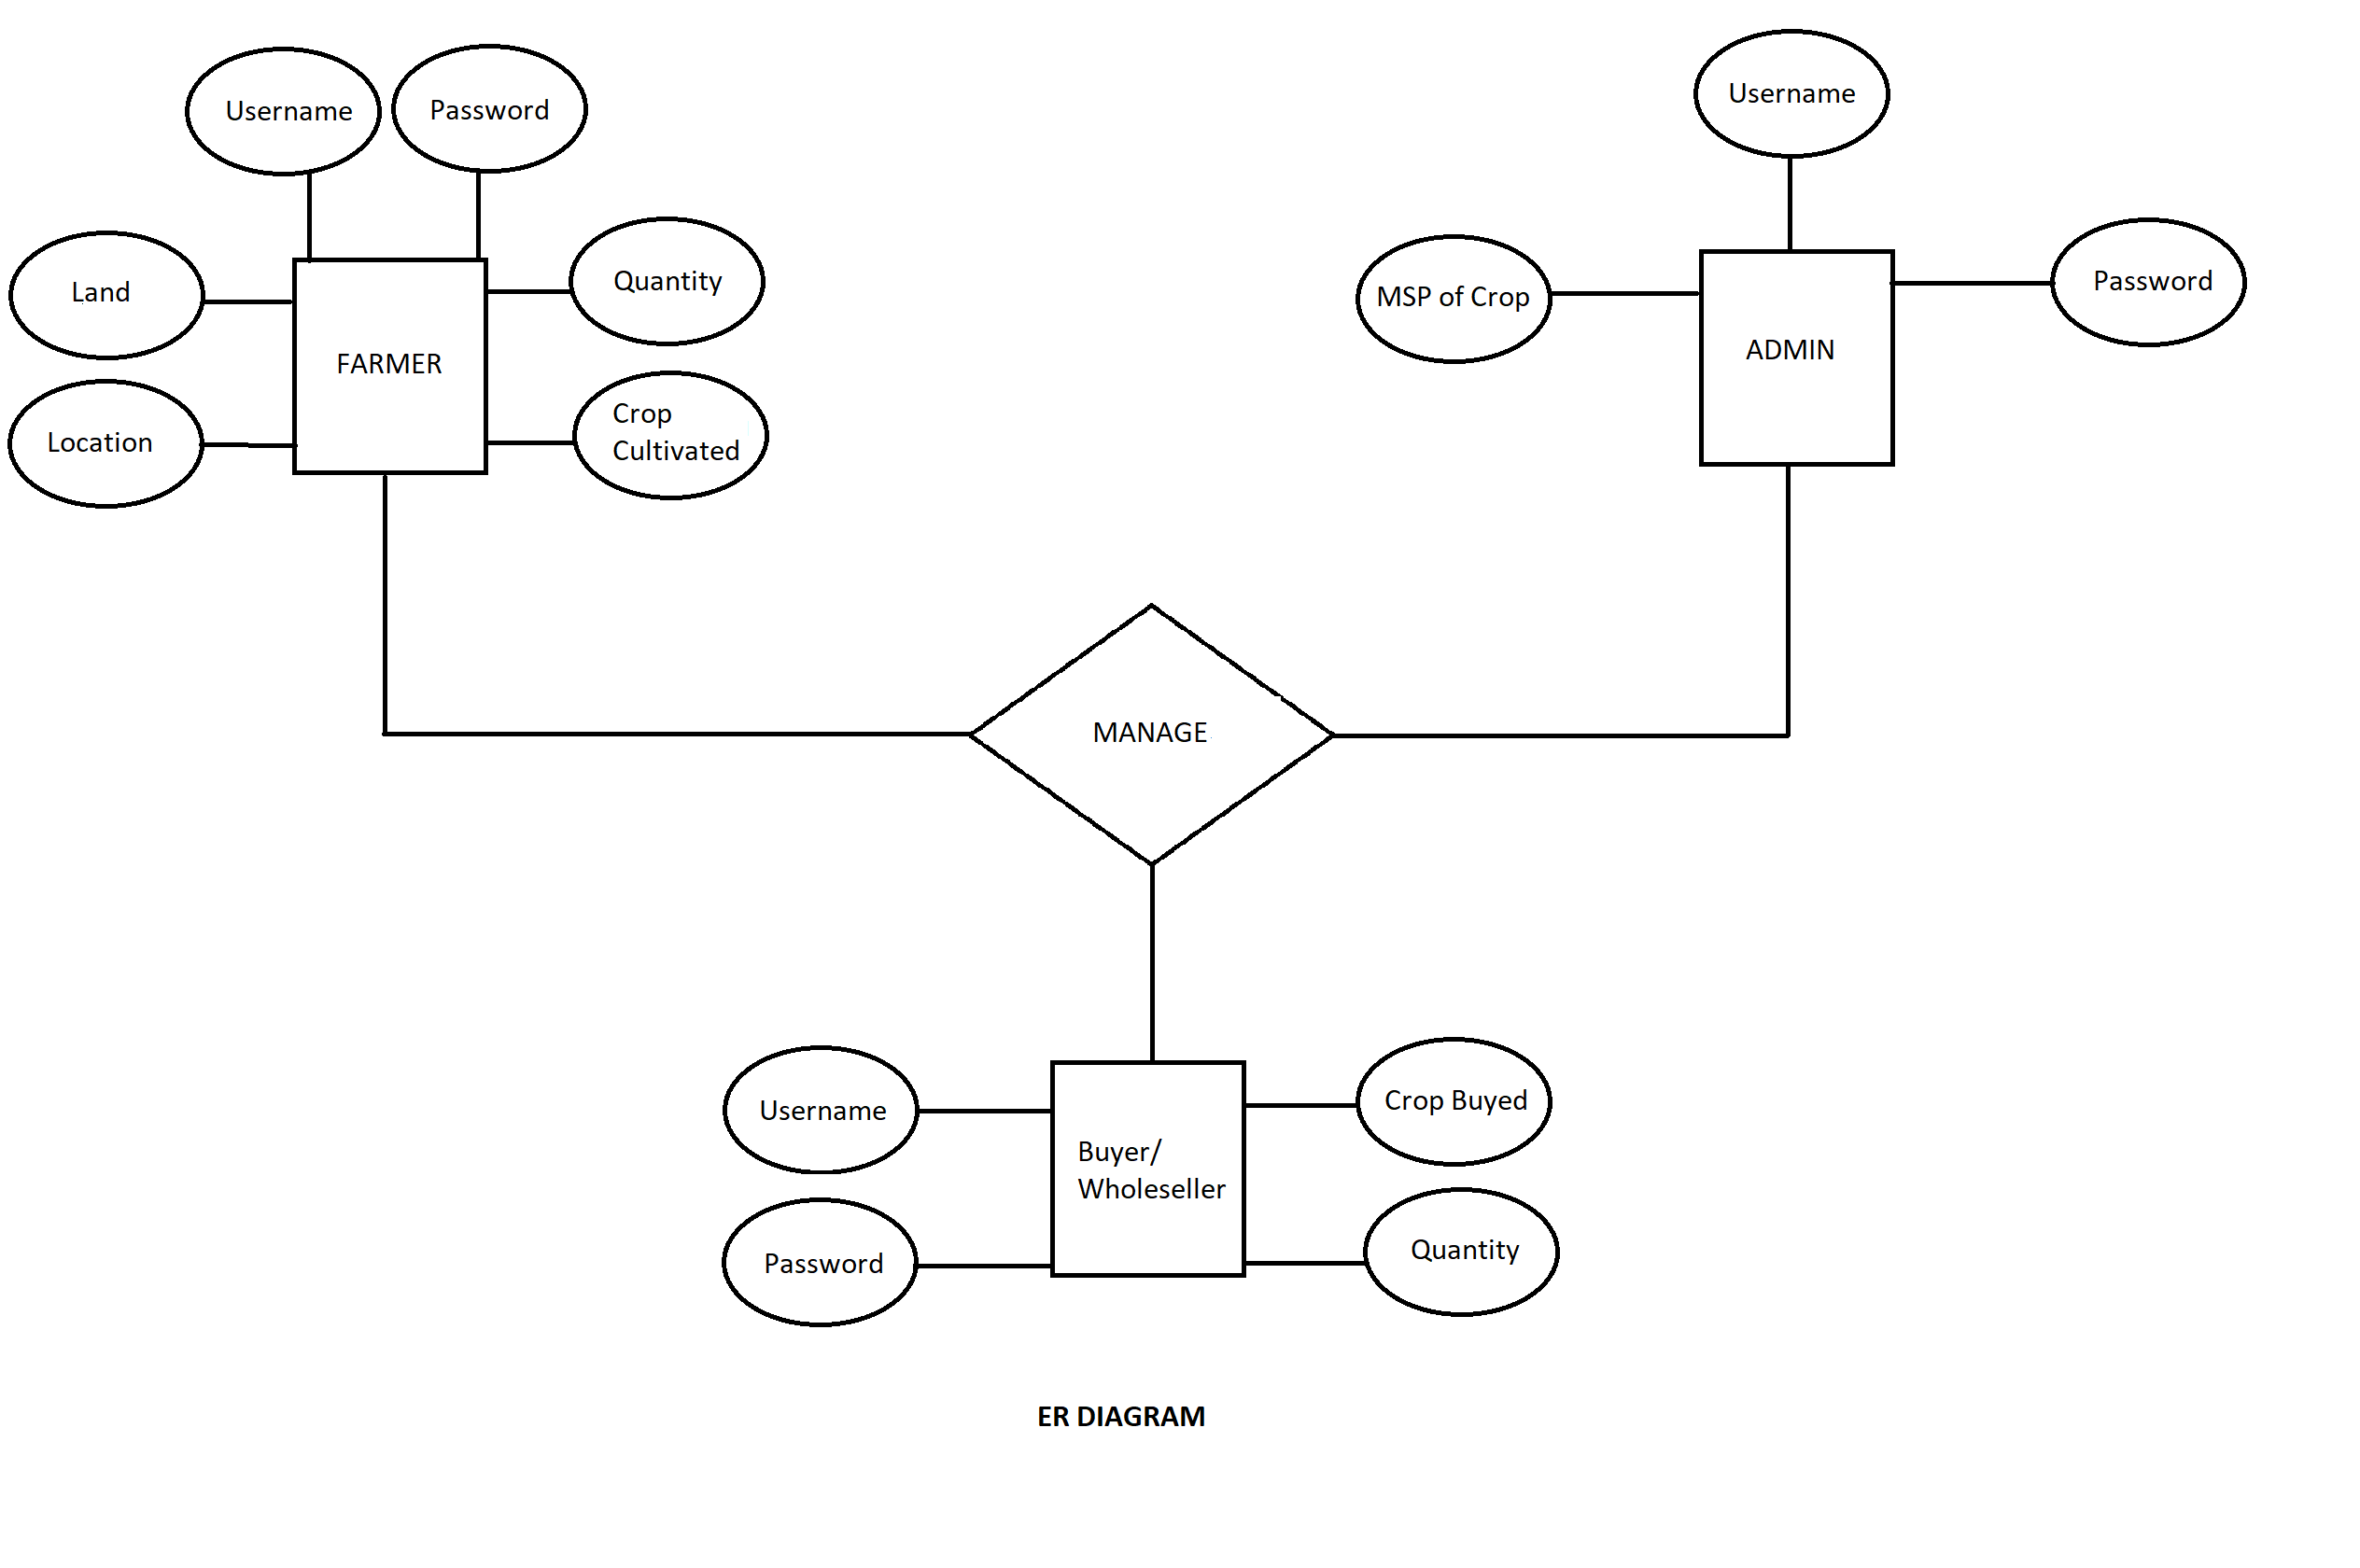 Username
Password
Username
Land
Quantity
MSP of Crop
Password
FARMER
ADMIN
Location
Crop
Cultivated
MANAGE
Username
Crop Buyed
Buyer/
Wholeseller
Password
Quantity
ER DIAGRAM